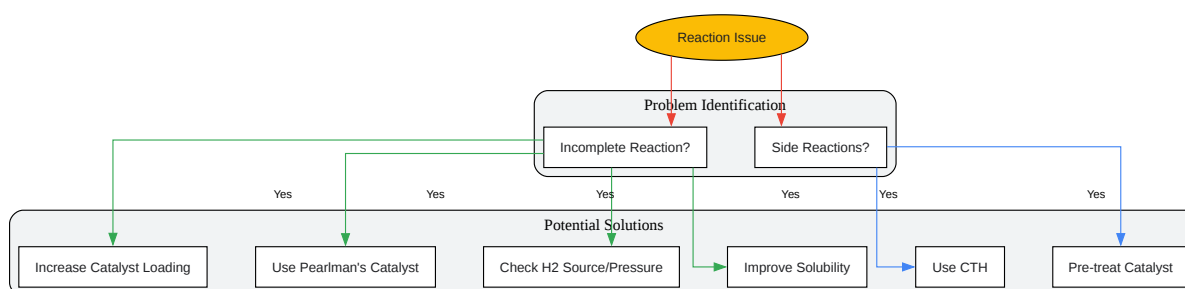 Reaction Issue
Problem Identification
Incomplete Reaction?
Side Reactions?
Yes
Yes
Yes
Yes
Yes
Yes
Potential Solutions
Increase Catalyst Loading
Use Pearlman's Catalyst
Check H2 Source/Pressure
Improve Solubility
Use CTH
Pre-treat Catalyst